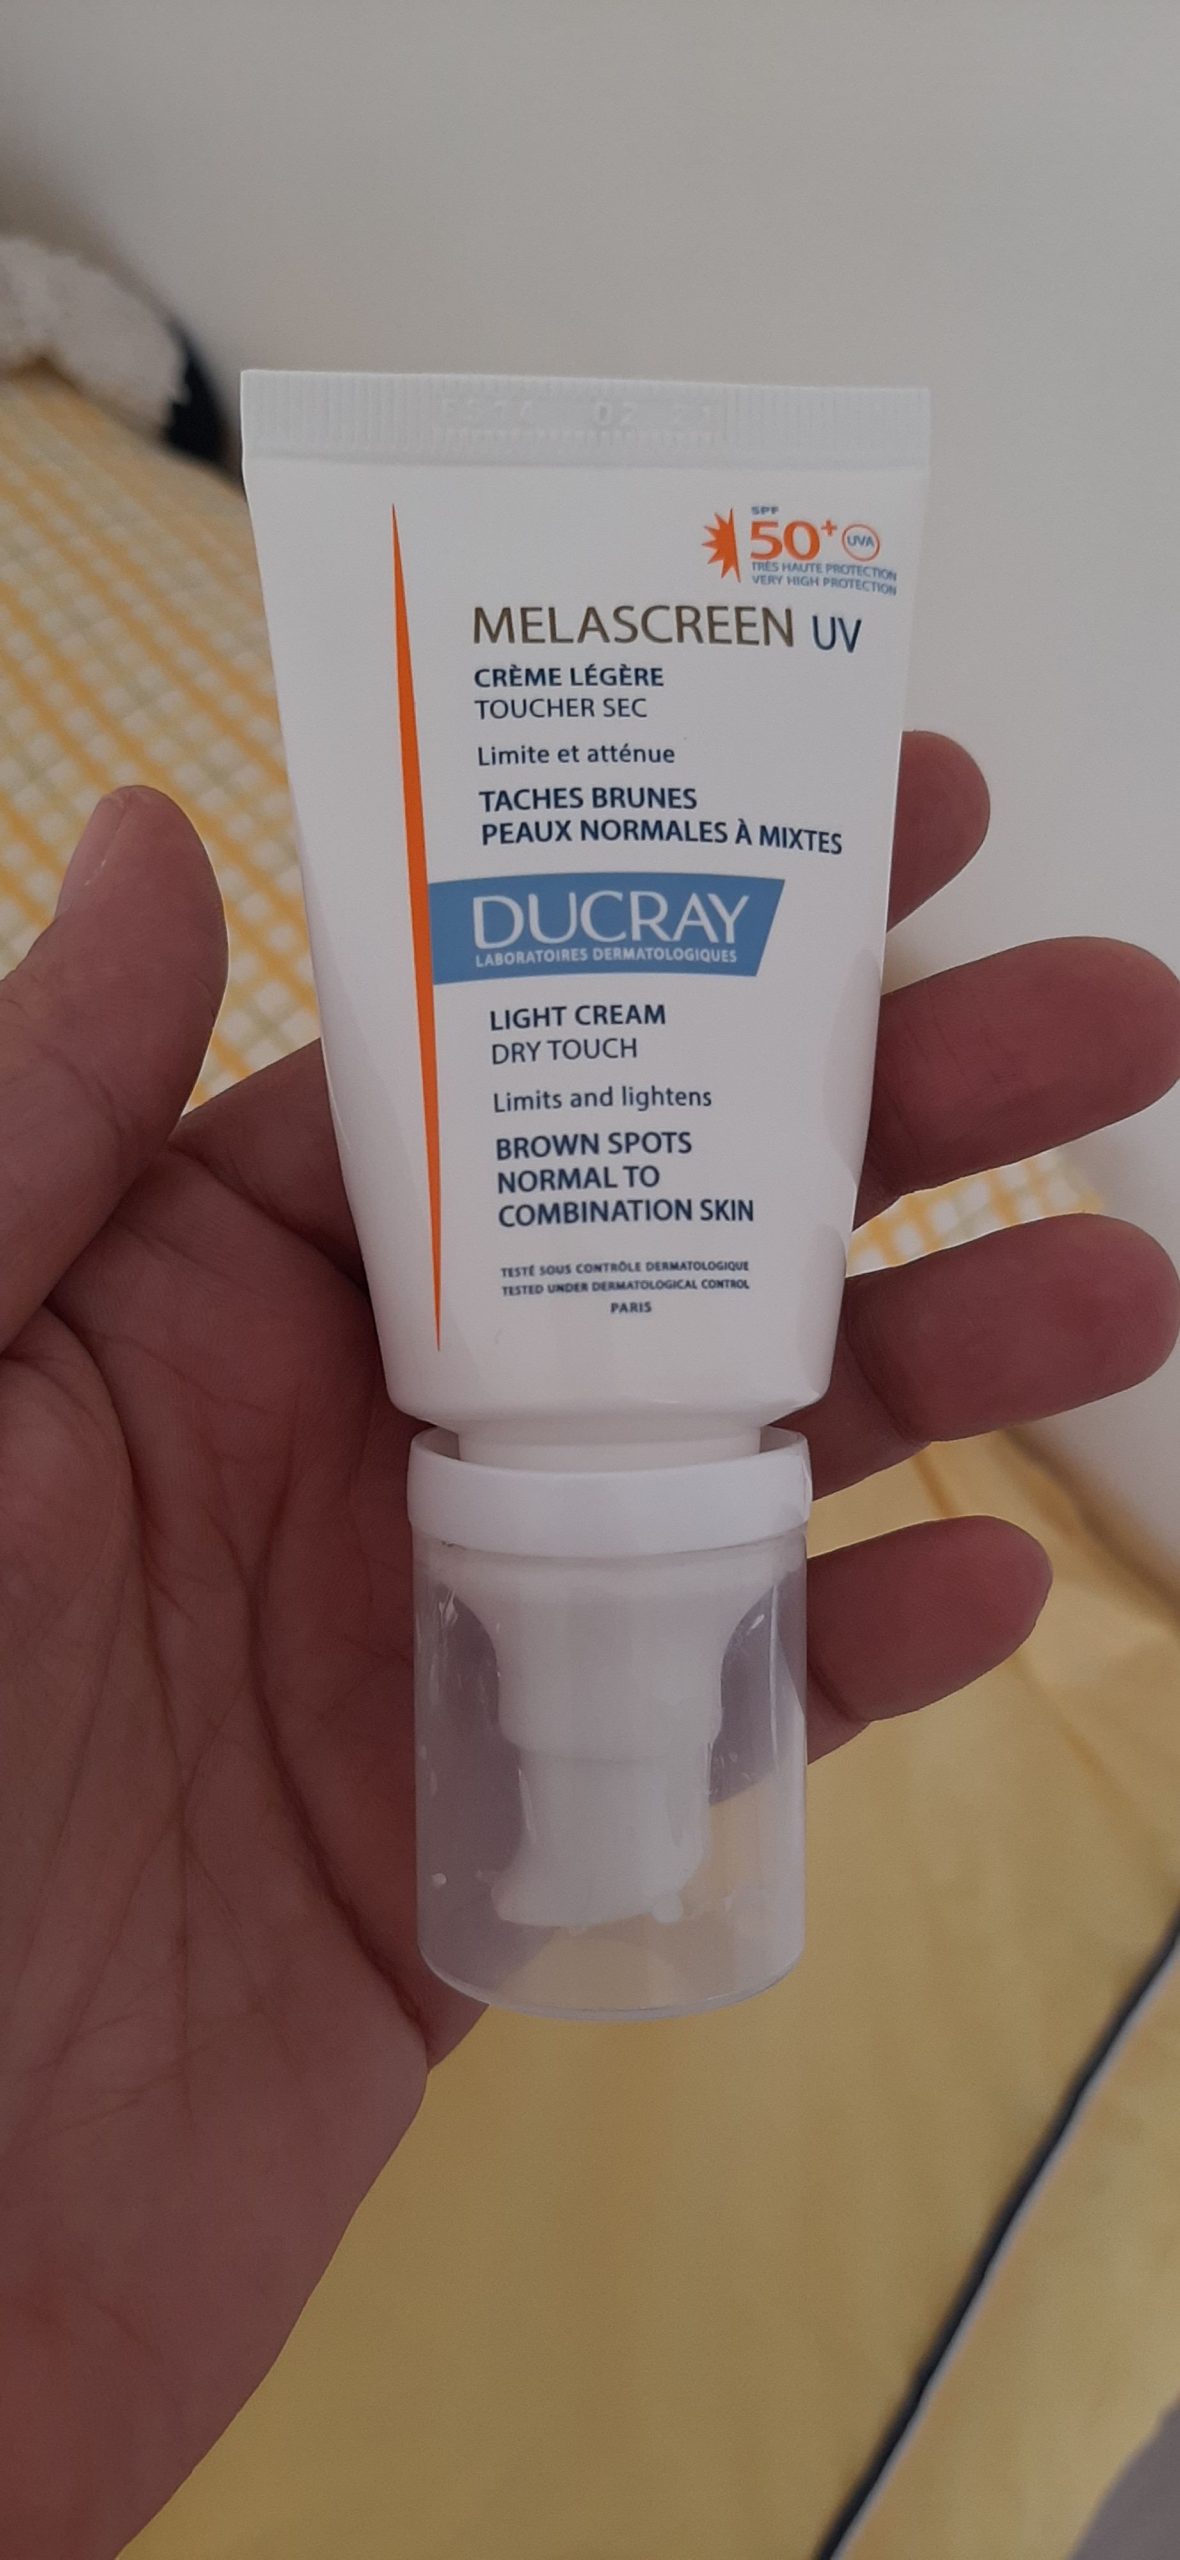 02 21
SPF
50+ UVA
TRÈS HAUTE PROTECTION
VERY HIGH PROTECTION
MELASCREEN UV
CRÈME LÉGÈRE
TOUCHER SEC
Limite et atténue
TACHES BRUNES
PEAUX NORMALES À MIXTES
DUCRAY
LABORATOIRES DERMATOLOGIQUES
LIGHT CREAM
DRY TOUCH
Limits and lightens
BROWN SPOTS
NORMAL TO
COMBINATION SKIN
TESTÉ SOUS CONTRÔLE DERMATOLOGIQUE
TESTED UNDER DERMATOLOGICAL CONTROL
PARIS